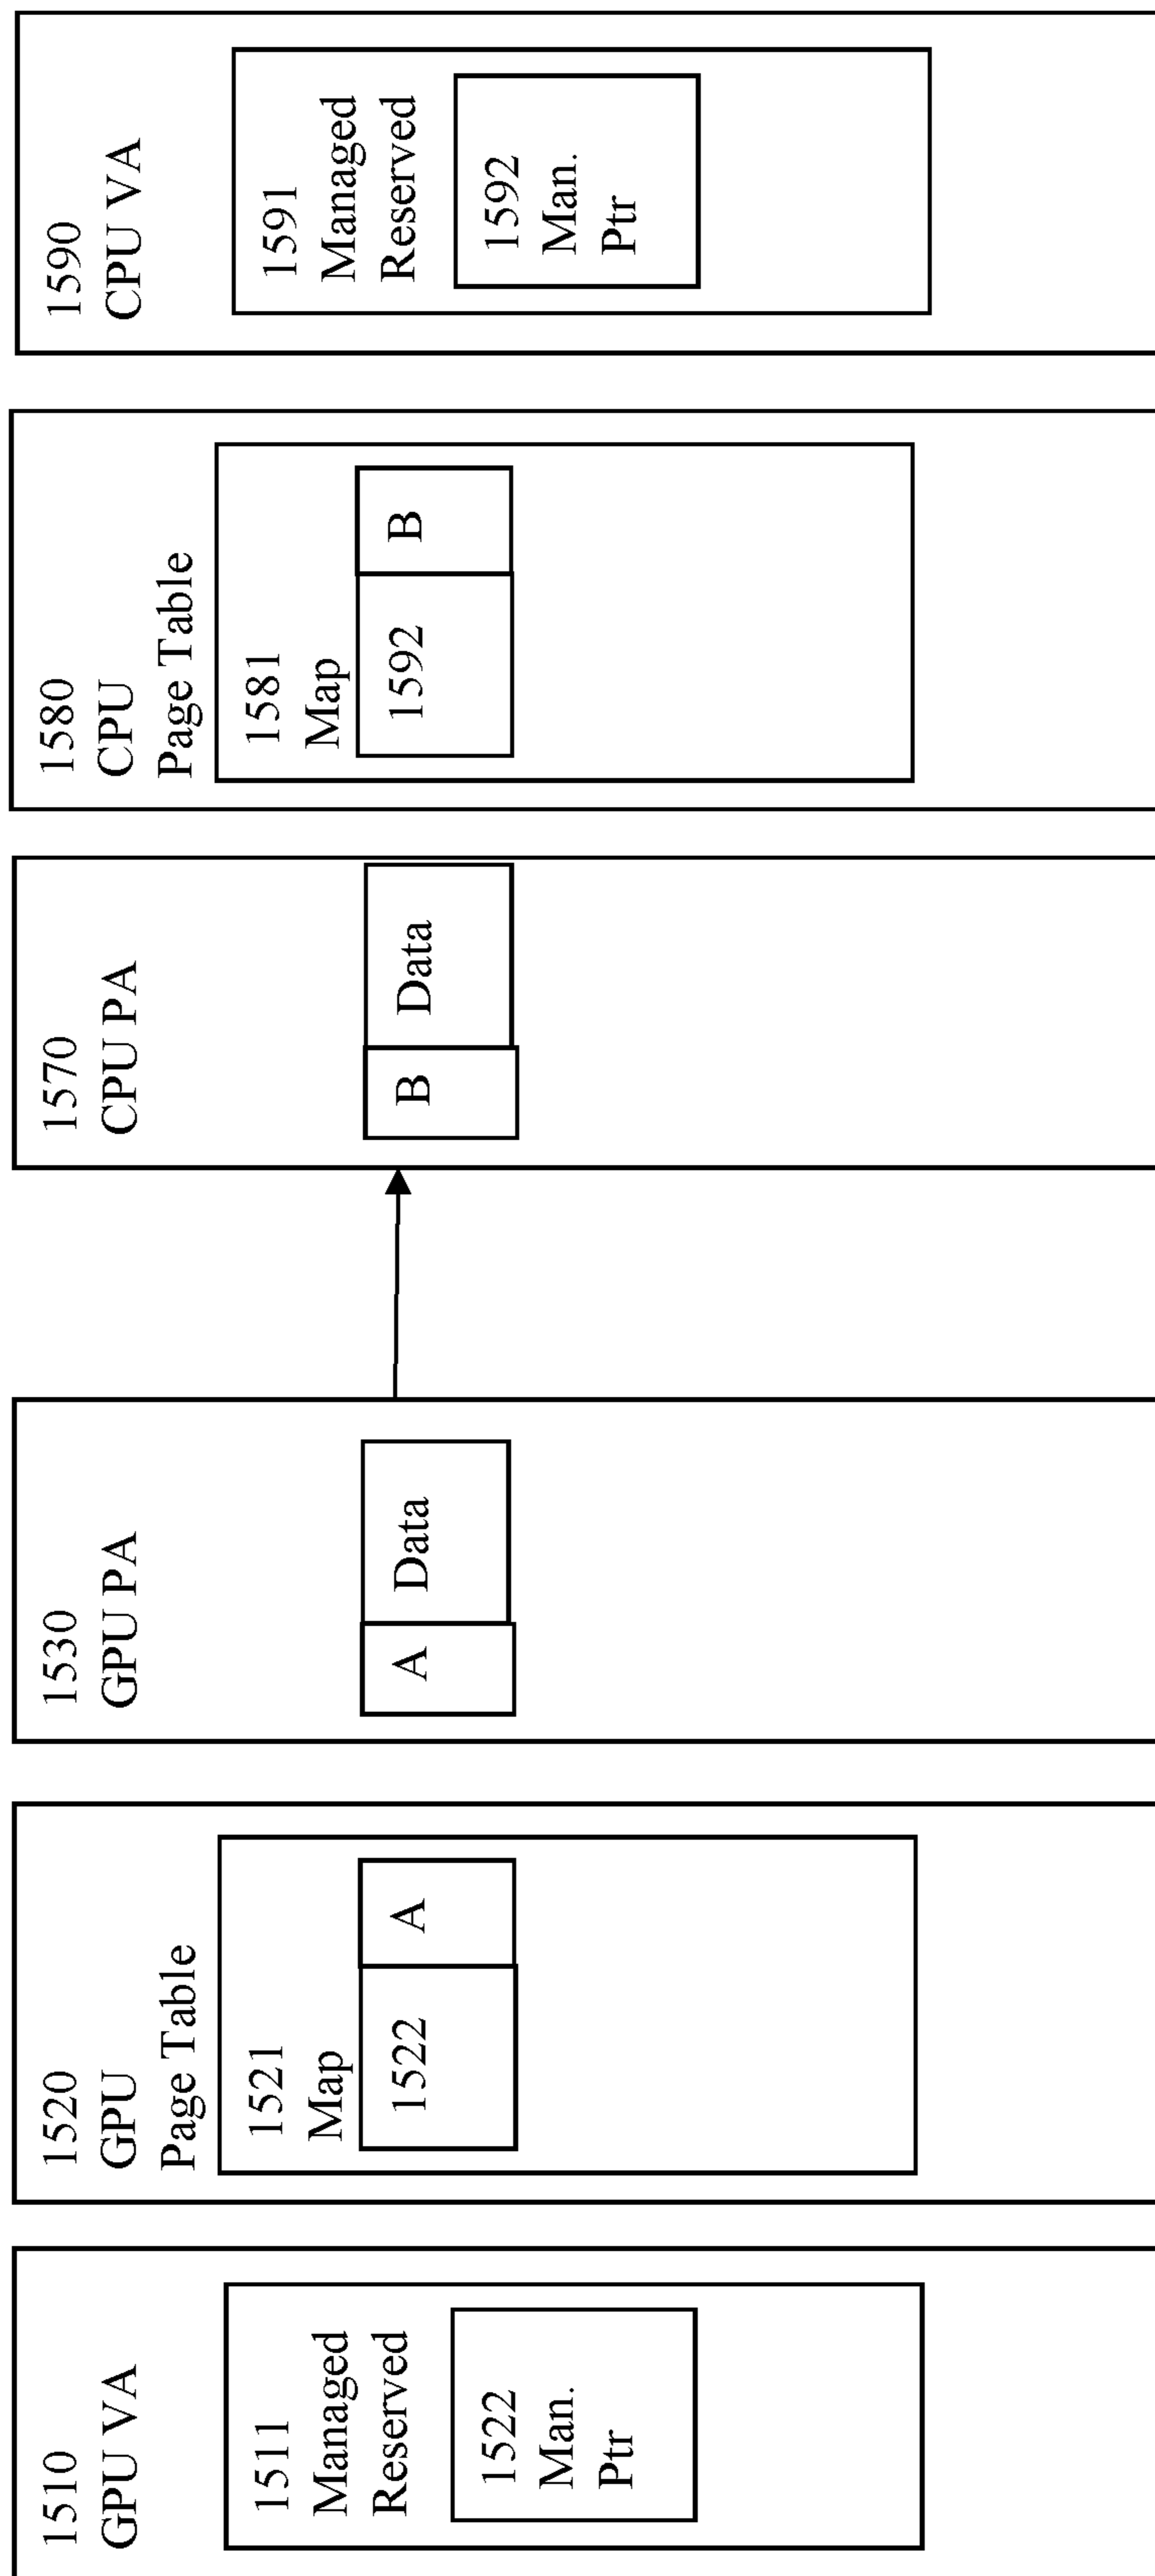 1510
GPU VA
1511
Managed
Reserved
1522
Man.
Ptr
1520
GPU
Page Table
1521
Map
1522
A
1530
GPU PA
A
Data
1570
CPU PA
B
Data
1580
CPU
Page Table
1581
Map
1592
B
1590
CPU VA
1591
Managed
Reserved
1592
Man.
Ptr